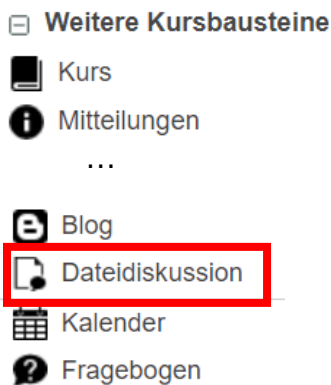 Weitere Kursbausteine
Kurs
Mitteilungen
...
Blog
Dateidiskussion
Kalender
Fragebogen